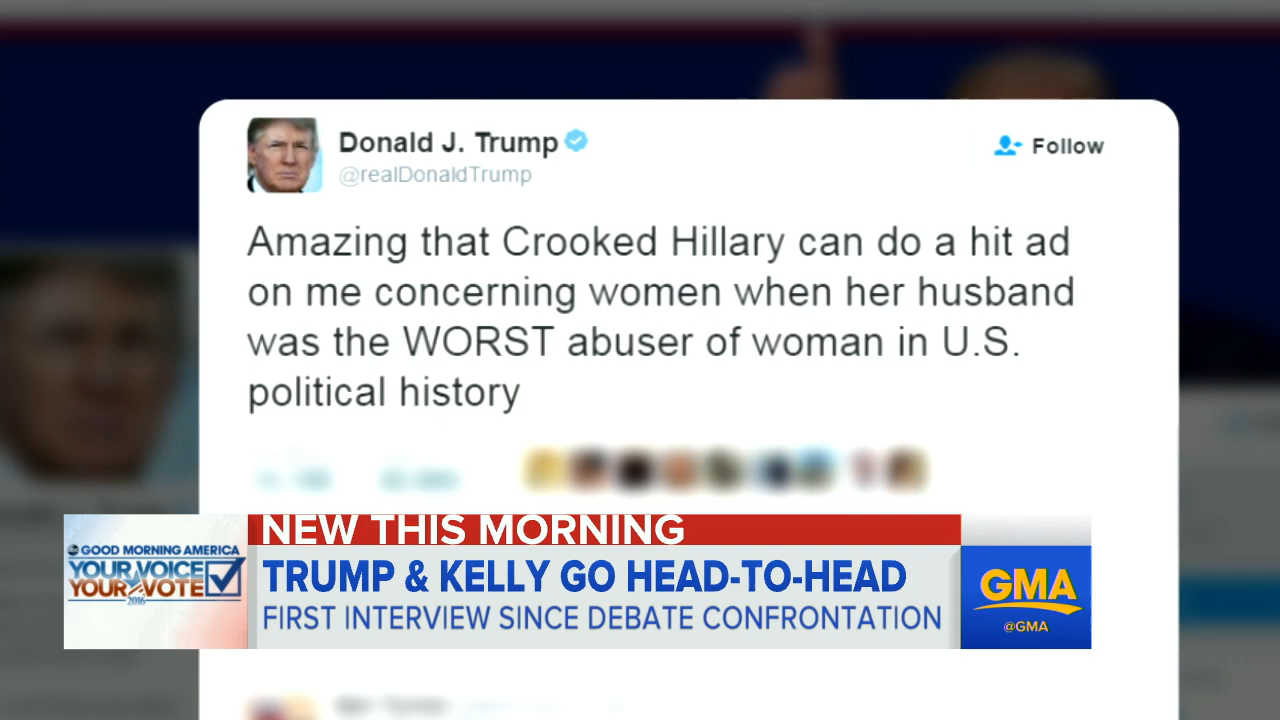 Donald J. Trump
@realDonaldTrump
Follow
Amazing that Crooked Hillary can do a hit ad
on me concerning women when her husband
was the WORST abuser of woman in U.S.
political history
NEW THIS MORNING
GOOD MORNING AMERICA
YOUR VOICE
YOUR VOTE
2016
TRUMP & KELLY GO HEAD-TO-HEAD
FIRST INTERVIEW SINCE DEBATE CONFRONTATION
GMA
@GMA